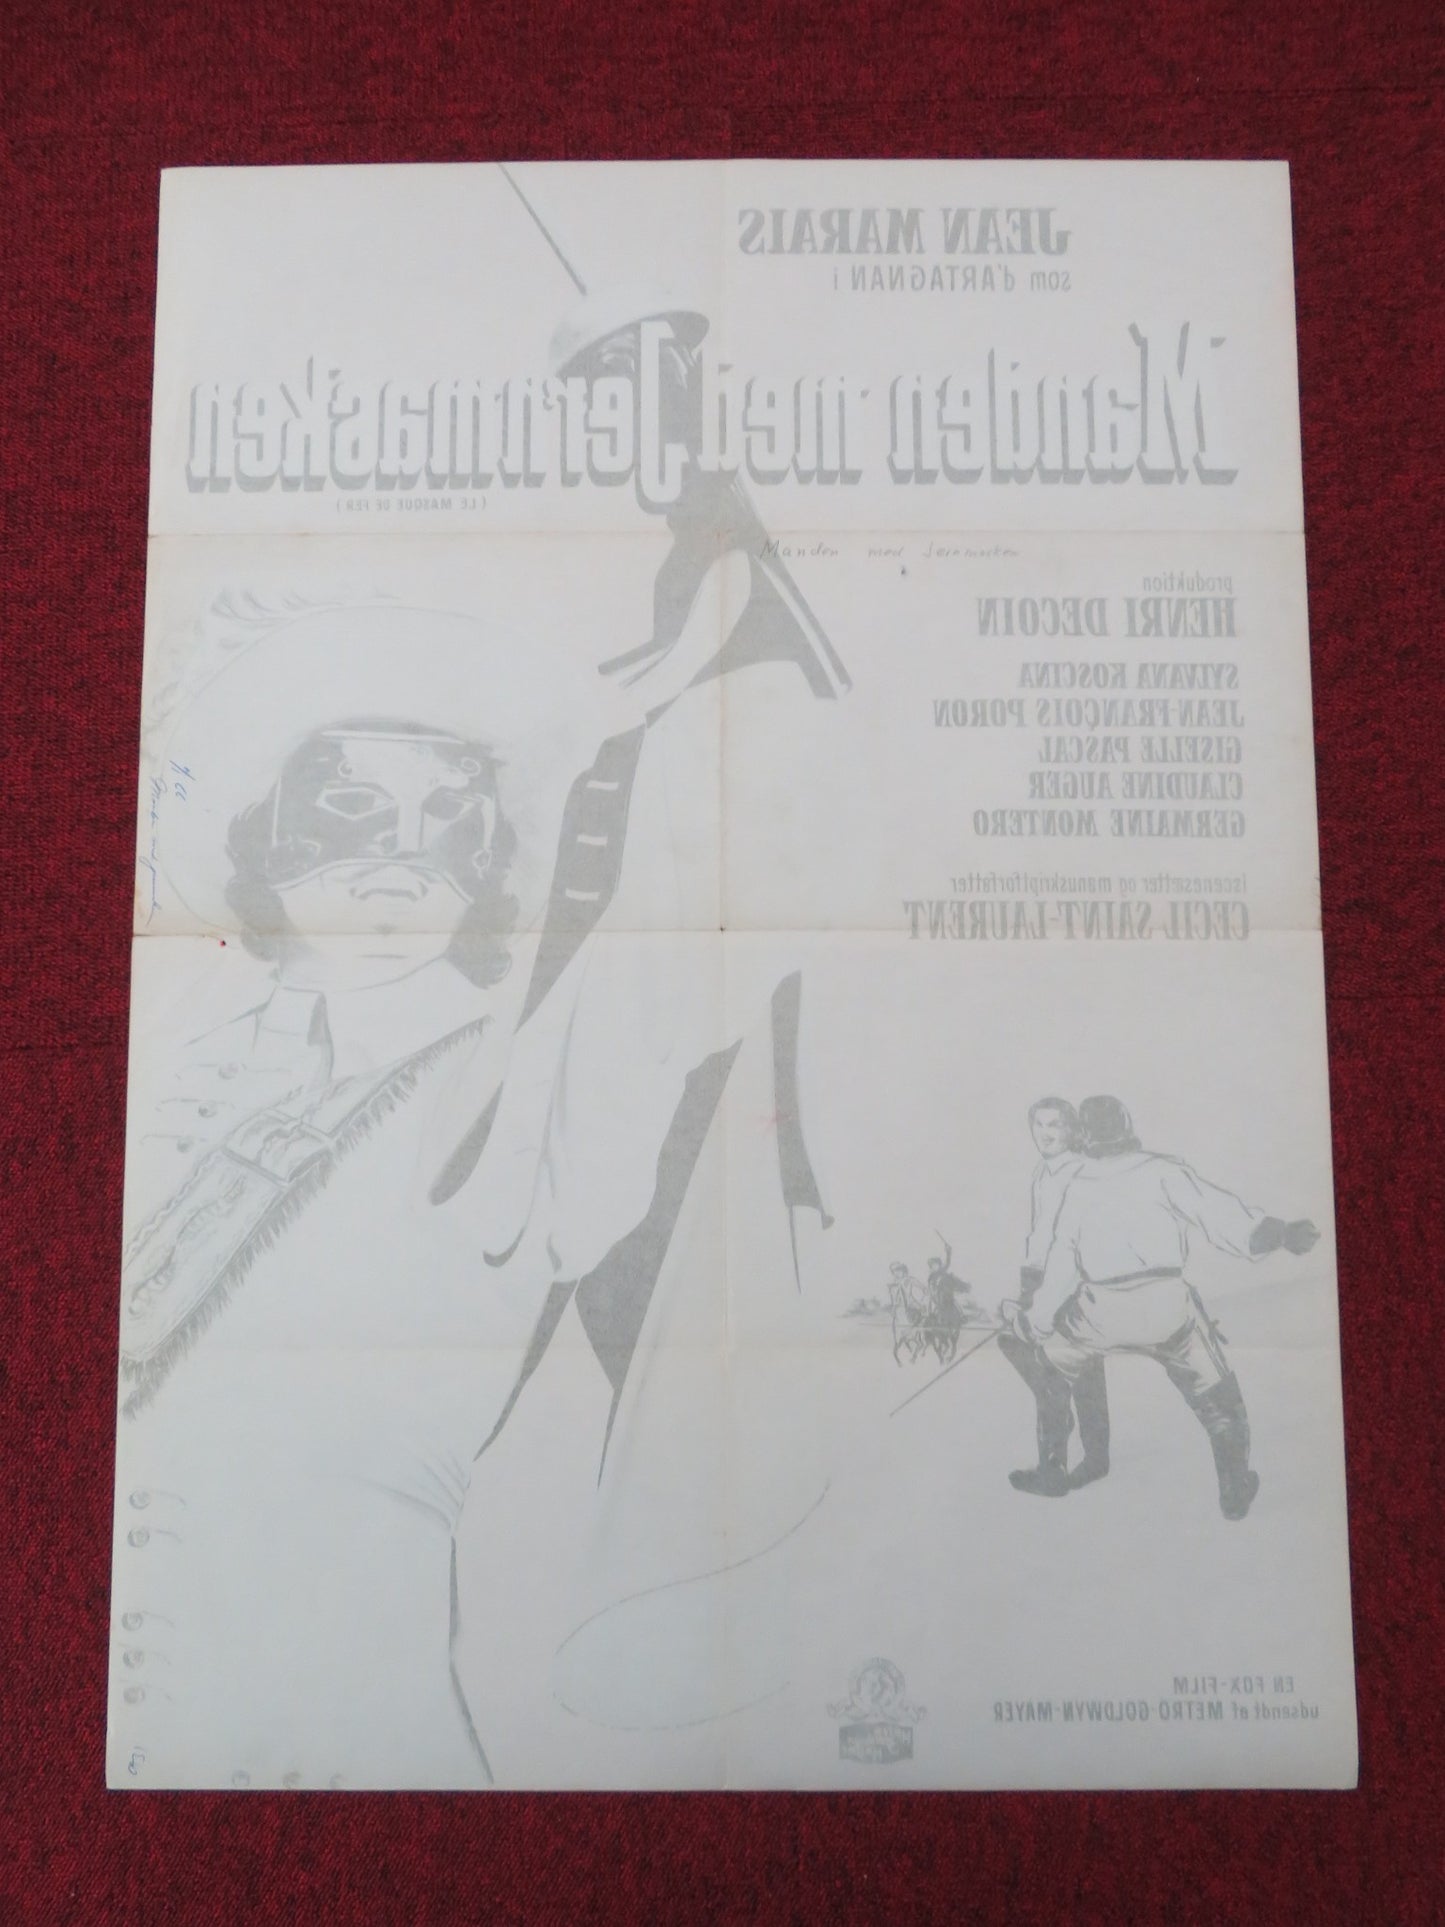 JEAN MARAIS
som d'ARTAGNAN i
Manden med Jernmasken
(LE MASQUE DE FER)
Manden med Jernmasken
produktion
HENRI DECOIN
SYLVANA KOSCINA
JEAN-FRANÇOIS PORON
GISELLE PASCAL
CLAUDINE AUGER
GERMAINE MONTERO
iscenesætter og manuskriptforfatter
CECIL SAINT-LAURENT
EN FOX-FILM
udsendt af METRO-GOLDWYN-MAYER